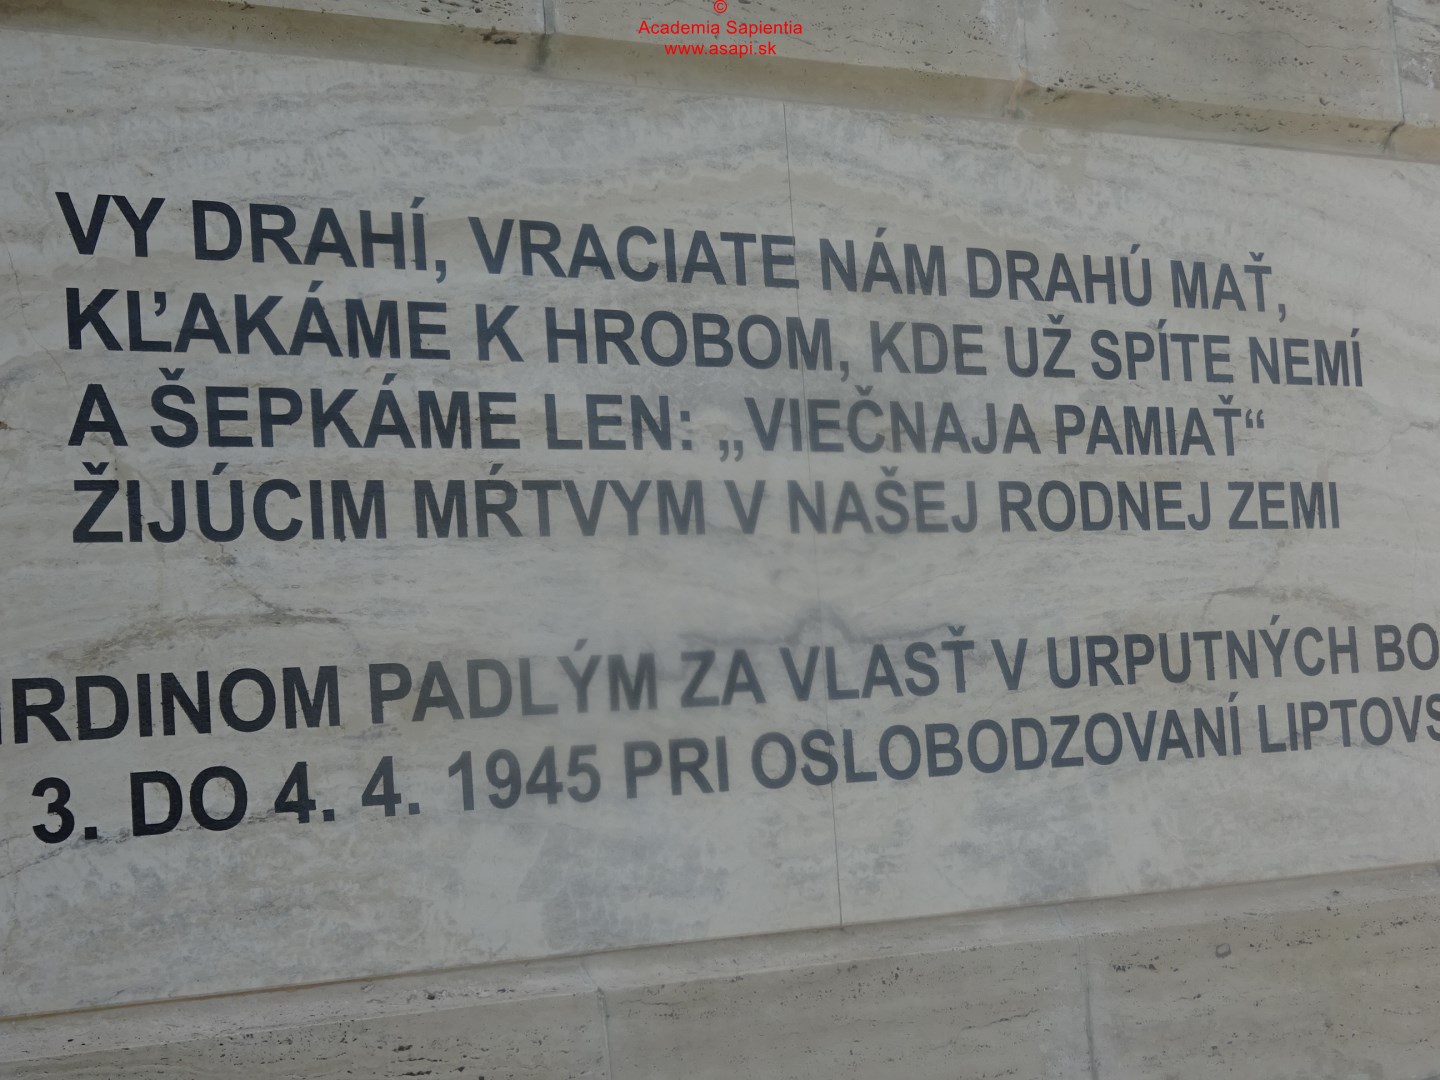 ©
Academia Sapientia
www.asapi.sk
VY DRAHÍ, VRACIATE NÁM DRAHÚ MAŤ,
KĽAKÁME K HROBOM, KDE UŽ SPÍTE NEMÍ
A ŠEPKÁME LEN: „VIEČNAJA PAMIAŤ“
ŽIJÚCIM MŔTVYM V NAŠEJ RODNEJ ZEMI
HRDINOM PADLÝM ZA VLASŤ V URPUTNÝCH BO
3. DO 4. 4. 1945 PRI OSLOBODZOVANÍ LIPTOVS